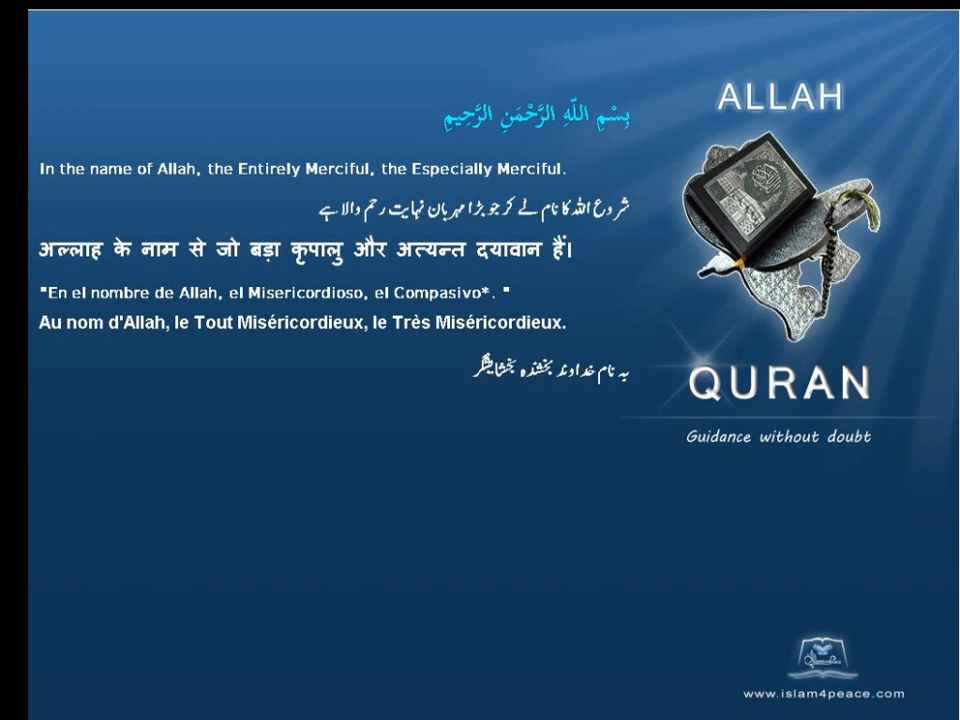 بِسْمِ اللّهِ الرَّحْمَنِ الرَّحِيمِ
In the name of Allah, the Entirely Merciful, the Especially Merciful.
شروع الله کا نام لے کر جو بڑا مہربان نہایت رحم والا ہے
अल्लाह के नाम से जो बड़ा कृपालु और अत्यन्त दयावान हैं।
"En el nombre de Allah, el Misericordioso, el Compasivo*. "
Au nom d'Allah, le Tout Miséricordieux, le Très Miséricordieux.
به نام خداوند بخشنده بخشایشگر
ALLAH
QURAN
Guidance without doubt
www.islam4peace.com